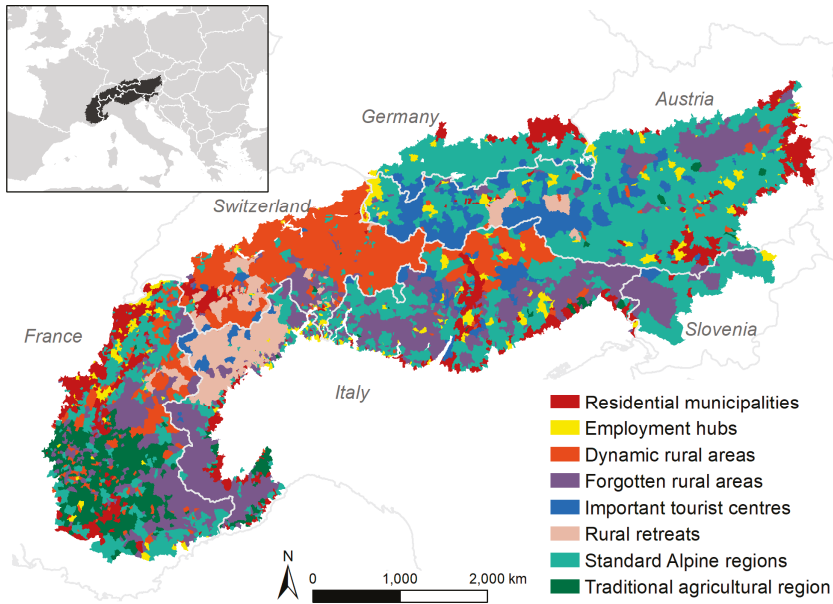 Germany
Austria
Switzerland
France
Italy
Slovenia
Residential municipalities
Employment hubs
Dynamic rural areas
Forgotten rural areas
Important tourist centres
Rural retreats
Standard Alpine regions
Traditional agricultural region
N
0 1,000 2,000 km